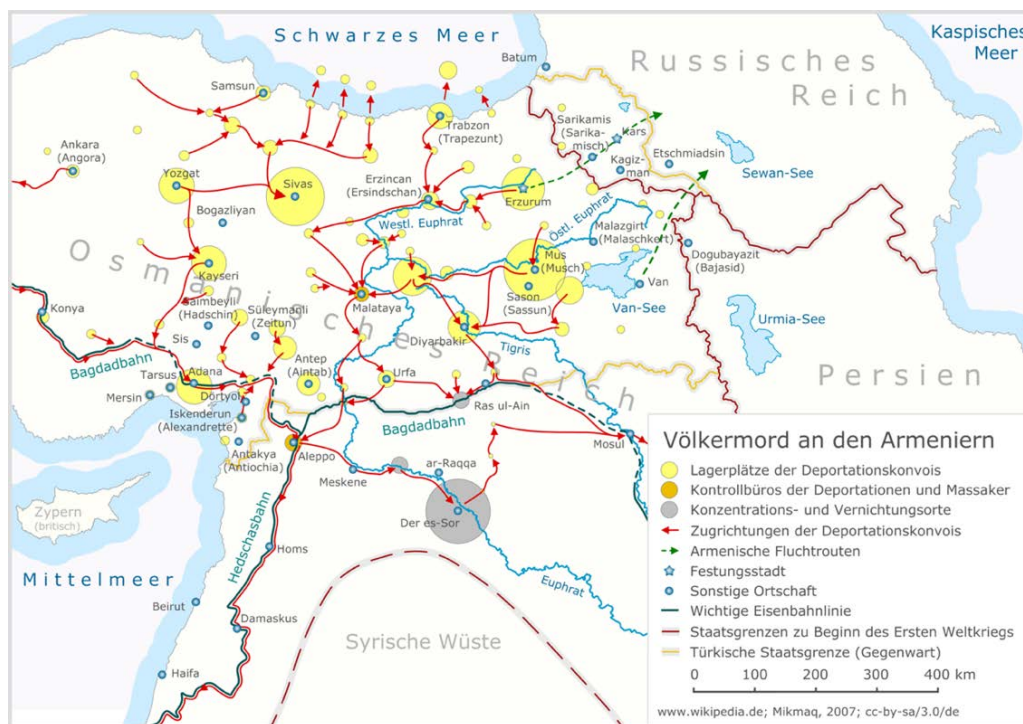 Schwarzes Meer
Kaspisches
Meer
Batum
Russisches
Reich
Samsun
Trabzon
(Trapezunt)
Sarikamis
(Sarika-
misch)
Kars
Kagiz-
man
Etschmiadsin
Sewan-See
Ankara
(Angora)
Yozgat
Sivas
Erzincan
(Ersindschan)
Erzurum
Bogazliyan
Westl. Euphrat
Östl. Euphrat
Malazgirt
(Malaschkert)
Dogubayazit
(Bajasid)
Osmanisches Reich
Kayseri
Mus
(Musch)
Sason
(Sassun)
Van
Van-See
Urmia-See
Konya
Saimbeyli
(Hadschin)
Süleymanli
(Zeitun)
Malataya
Sis
Diyarbakir
Tigris
Persien
Bagdadbahn
Adana
Antep
(Aintab)
Urfa
Tarsus
Mersin
Dörtyol
Iskenderun
(Alexandrette)
Ras ul-Ain
Bagdadbahn
Mosul
Antakya
(Antiochia)
Aleppo
Meskene
ar-Raqqa
Der es-Sor
Zypern
(britisch)
Hedschasbahn
Homs
Euphrat
Mittelmeer
Beirut
Damaskus
Syrische Wüste
Haifa
Völkermord an den Armeniern
Lagerplätze der Deportationskonvois
Kontrollbüros der Deportationen und Massaker
Konzentrations- und Vernichtungsorte
Zugrichtungen der Deportationskonvois
Armenische Fluchtrouten
Festungsstadt
Sonstige Ortschaft
Wichtige Eisenbahnlinie
Staatsgrenzen zu Beginn des Ersten Weltkriegs
Türkische Staatsgrenze (Gegenwart)
0 100 200 300 400 km
www.wikipedia.de; Mikmaq, 2007; cc-by-sa/3.0/de